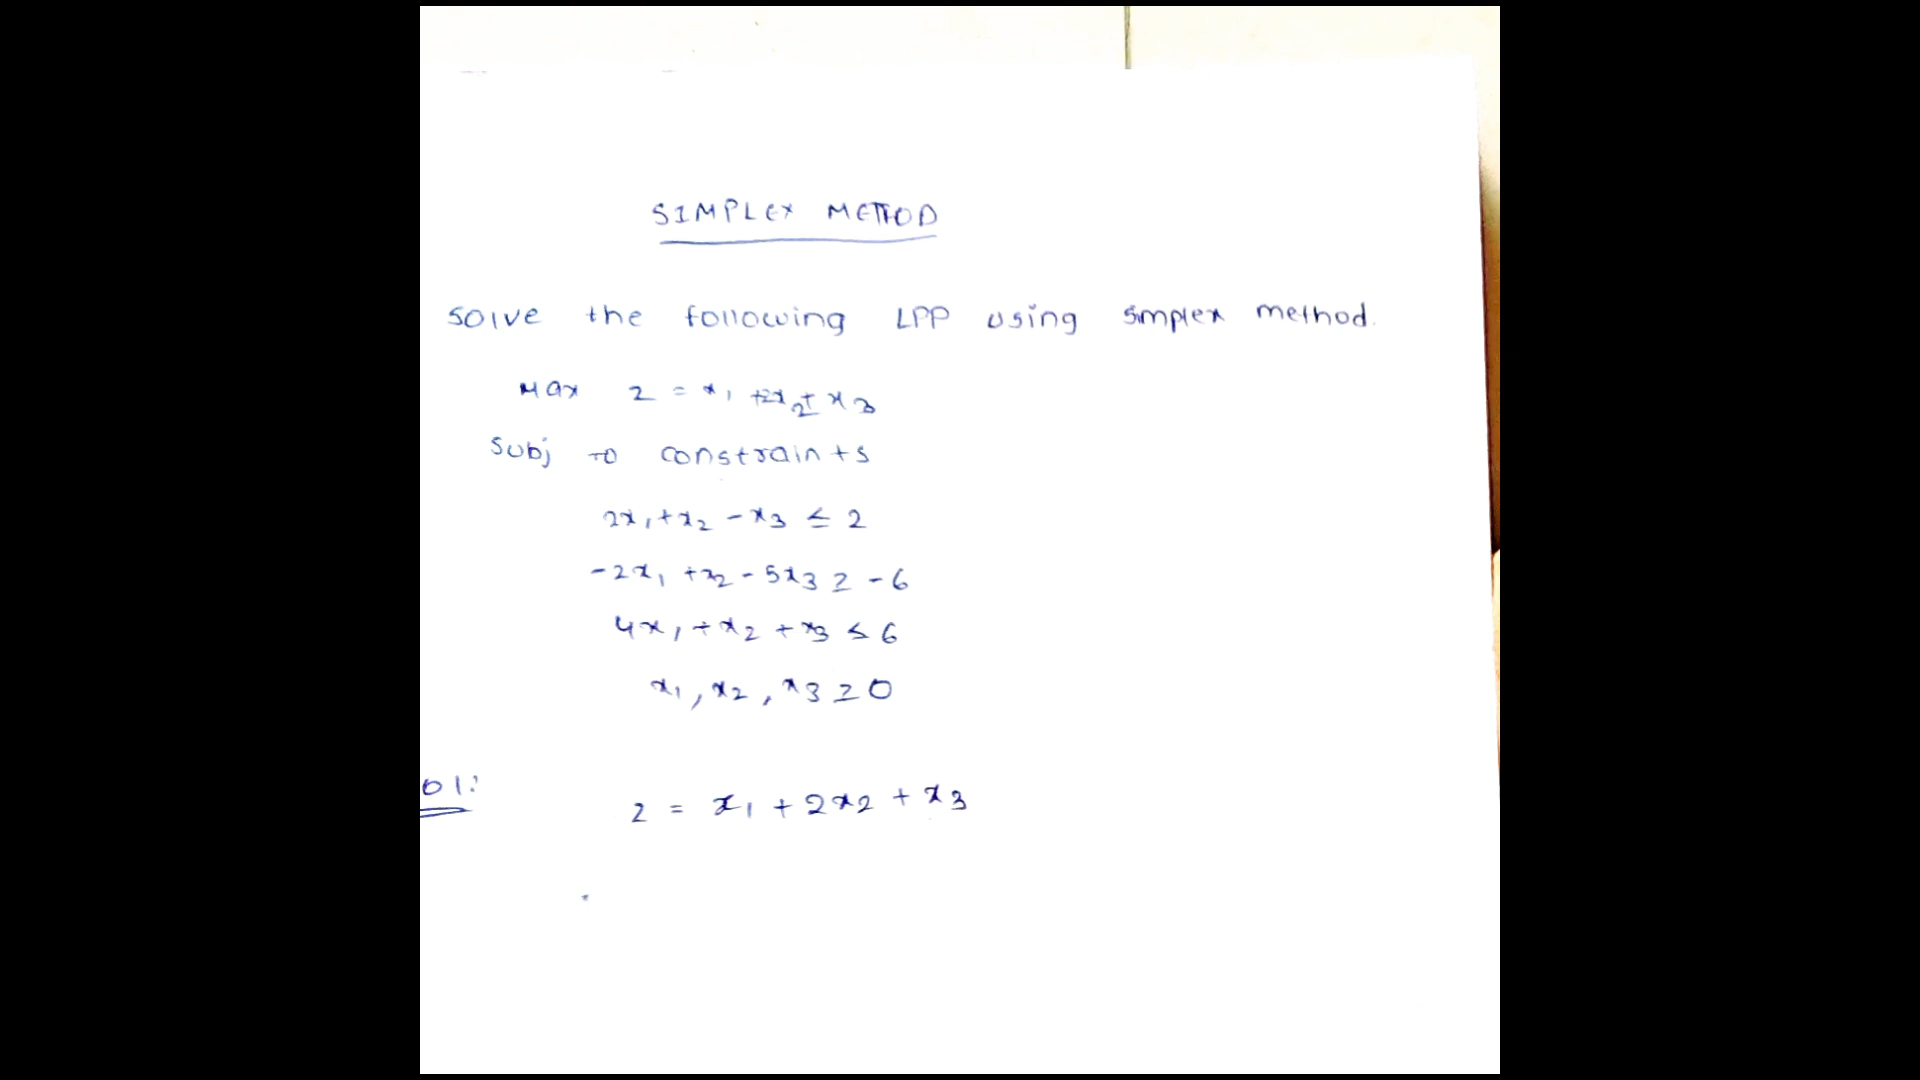 SIMPLEX METHOD
Solve the following LPP using simplex method.
Max Z = x₁ + 2x₂ + x₃
Subj to constraints
2x₁ + x₂ - x₃ ≤ 2
-2x₁ + x₂ - 5x₃ ≥ -6
4x₁ + x₂ + x₃ ≤ 6
x₁, x₂, x₃ ≥ 0
ol:
Z = x₁ + 2x₂ + x₃